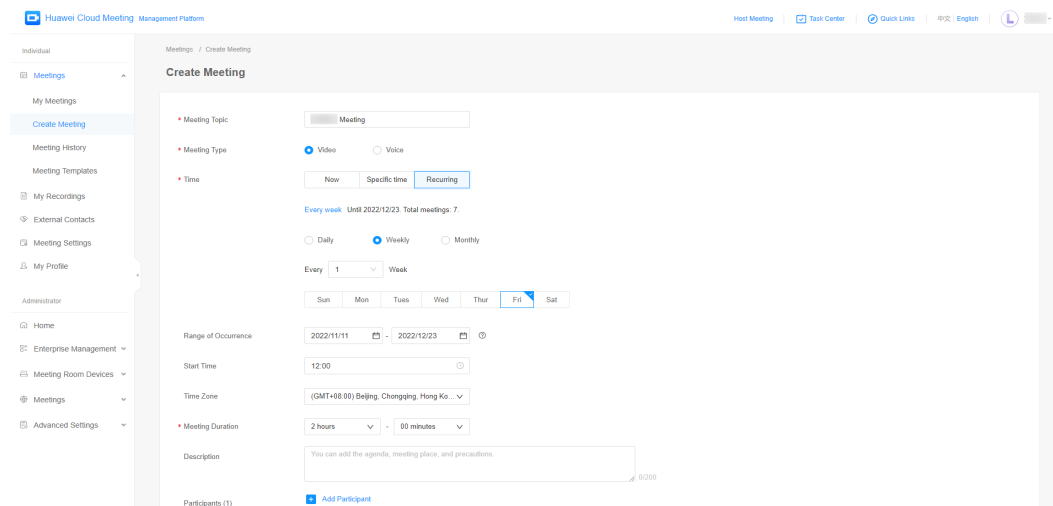 Huawei Cloud Meeting Management Platform
Host Meeting Task Center Quick Links 中文 | English L
Individual
Meetings
My Meetings
Create Meeting
Meeting History
Meeting Templates
My Recordings
External Contacts
Meeting Settings
My Profile
Administrator
Home
Enterprise Management
Meeting Room Devices
Meetings
Advanced Settings
Meetings / Create Meeting
Create Meeting
* Meeting Topic Meeting
* Meeting Type Video Voice
* Time Now Specific time Recurring
Every week Until 2022/12/23. Total meetings: 7.
Daily Weekly Monthly
Every 1 Week
Sun Mon Tues Wed Thur Fri Sat
Range of Occurrence 2022/11/11 - 2022/12/23
Start Time 12:00
Time Zone (GMT+08:00) Beijing, Chongqing, Hong Ko...
* Meeting Duration 2 hours - 00 minutes
Description You can add the agenda, meeting place, and precautions.
0/200
Participants (1) + Add Participant